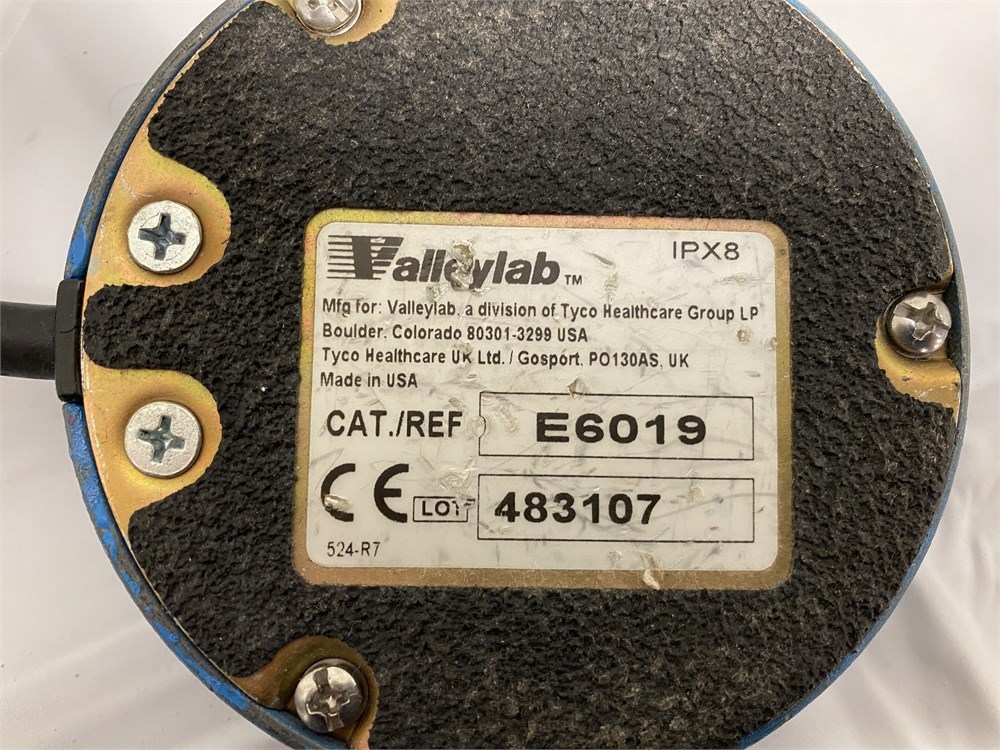 Valleylab™
IPX8
Mfg for: Valleylab, a division of Tyco Healthcare Group LP
Boulder, Colorado 80301-3299 USA
Tyco Healthcare UK Ltd. / Gosport, PO130AS, UK
Made in USA
CAT./REF E6019
CE LOT 483107
524-R7